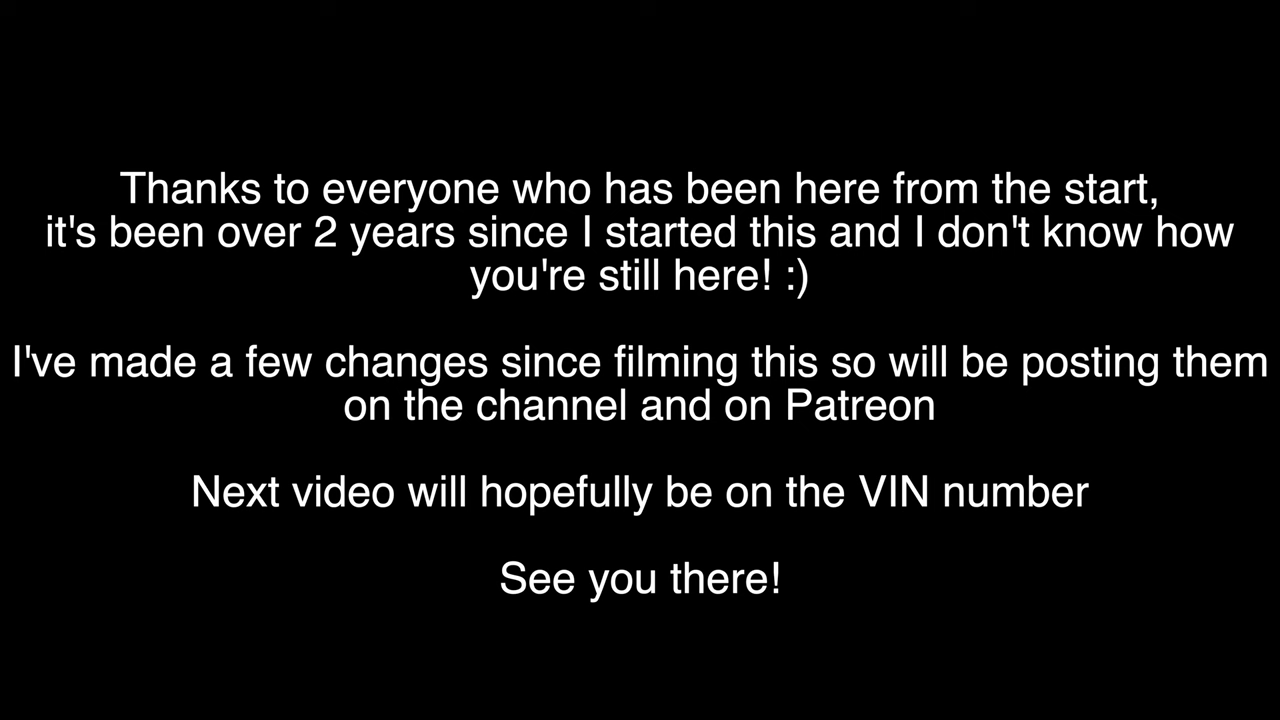 Thanks to everyone who has been here from the start,
it's been over 2 years since I started this and I don't know how
you're still here! :)
I've made a few changes since filming this so will be posting them
on the channel and on Patreon
Next video will hopefully be on the VIN number
See you there!